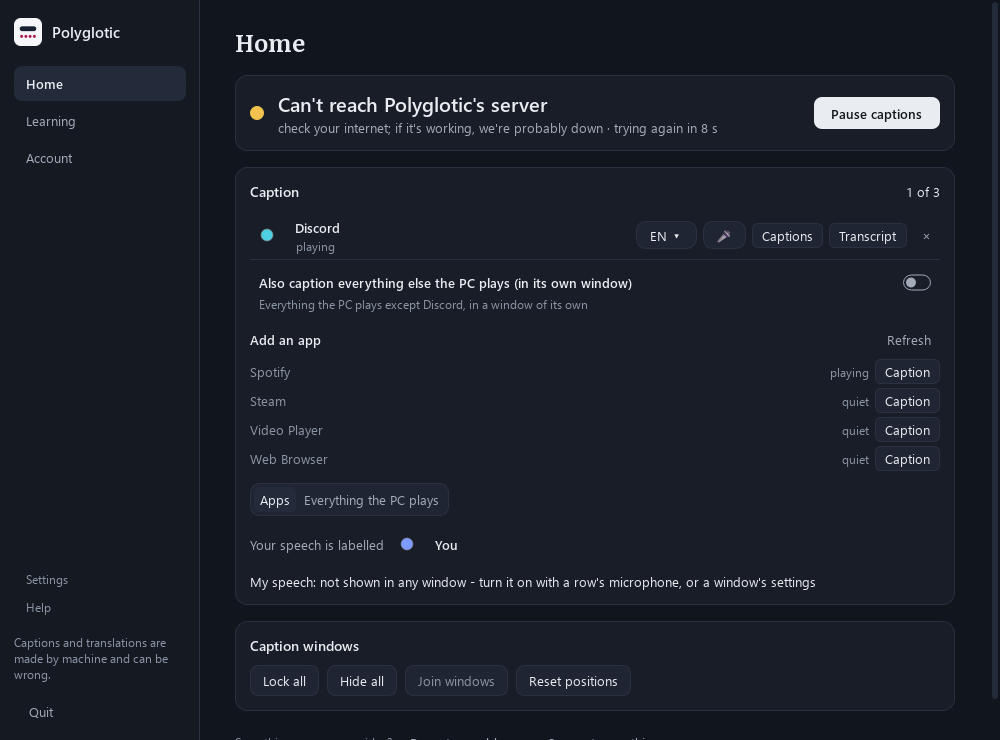 Polyglotic
Home
Learning
Account
Settings
Help
Captions and translations are
made by machine and can be
wrong.
Quit
Home
Can't reach Polyglotic's server
check your internet; if it's working, we're probably down · trying again in 8 s
Pause captions
Caption
1 of 3
Discord
playing
EN ▾
Captions
Transcript
×
Also caption everything else the PC plays (in its own window)
Everything the PC plays except Discord, in a window of its own
Add an app
Refresh
Spotify
playing
Caption
Steam
quiet
Caption
Video Player
quiet
Caption
Web Browser
quiet
Caption
Apps
Everything the PC plays
Your speech is labelled
You
My speech: not shown in any window - turn it on with a row's microphone, or a window's settings
Caption windows
Lock all
Hide all
Join windows
Reset positions